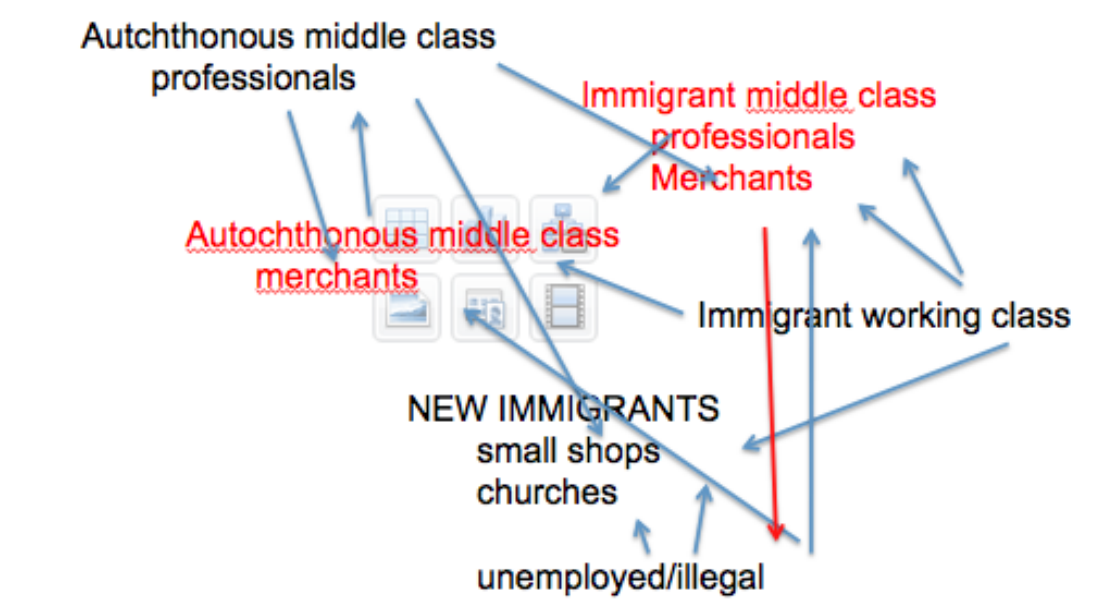 Autchthonous middle class
professionals
Immigrant middle class
professionals
Merchants
Autochthonous middle class
merchants
Immigrant working class
NEW IMMIGRANTS
small shops
churches
unemployed/illegal